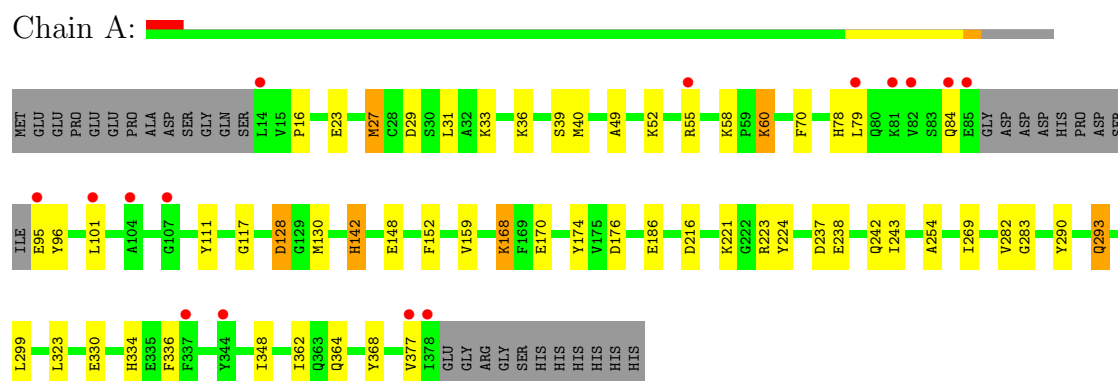 Chain A:
MET GLU GLU PRO GLU GLU PRO ALA ASP SER GLY GLN SER L14 V15 P16 E23 M27 C28 D29 S30 L31 A32 K33 K36 S39 M40 A49 K52 R55 K58 P59 K60 F70 H78 L79 Q80 K81 V82 S83 Q84 E85 GLY ASP ASP ASP HIS PRO ASP SER
ILE E95 Y96 L101 A104 G107 Y111 G117 D128 G129 M130 H142 E148 F152 V159 K168 F169 E170 Y174 V175 D176 E186 D216 K221 G222 R223 Y224 D237 E238 Q242 I243 A254 I269 V282 G283 Y290 Q293
L299 L323 E330 H334 E335 F336 F337 Y344 I348 I362 Q363 Q364 Y368 V377 I378 GLU GLY ARG GLY SER HIS HIS HIS HIS HIS HIS